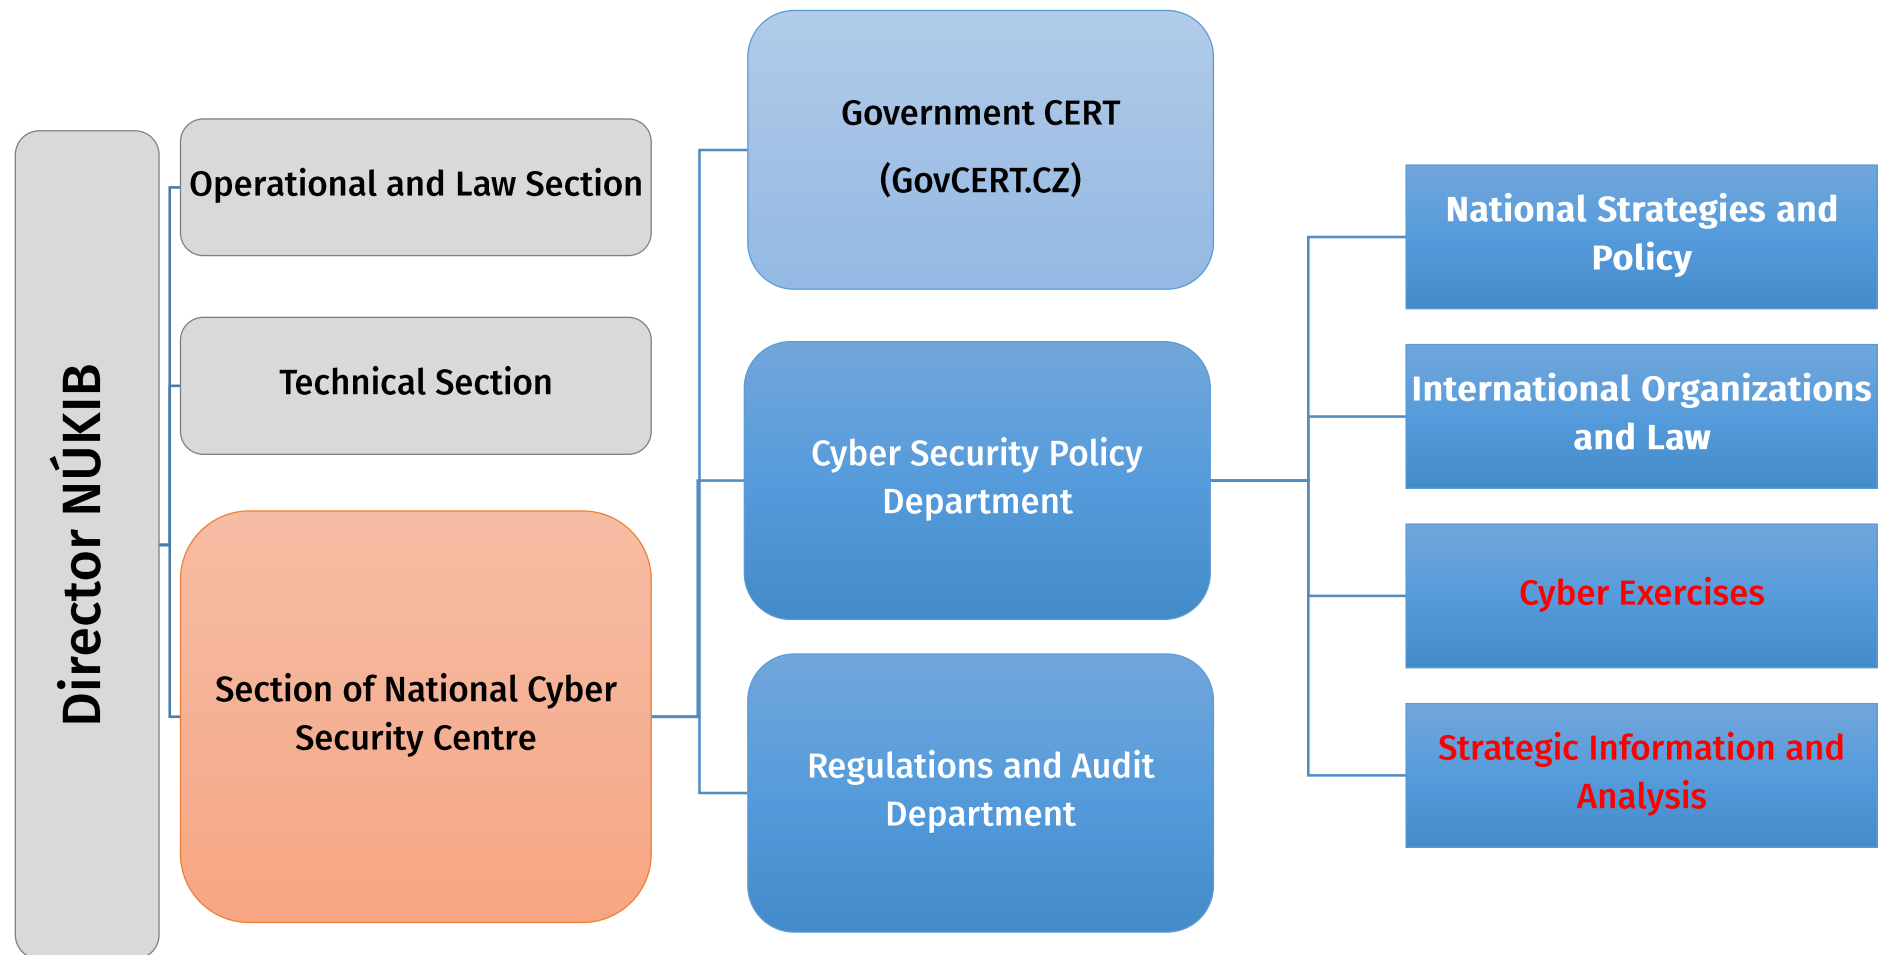 Director NÚKIB
Operational and Law Section
Technical Section
Section of National Cyber
Security Centre
Government CERT
(GovCERT.CZ)
Cyber Security Policy
Department
Regulations and Audit
Department
National Strategies and
Policy
International Organizations
and Law
Cyber Exercises
Strategic Information and
Analysis